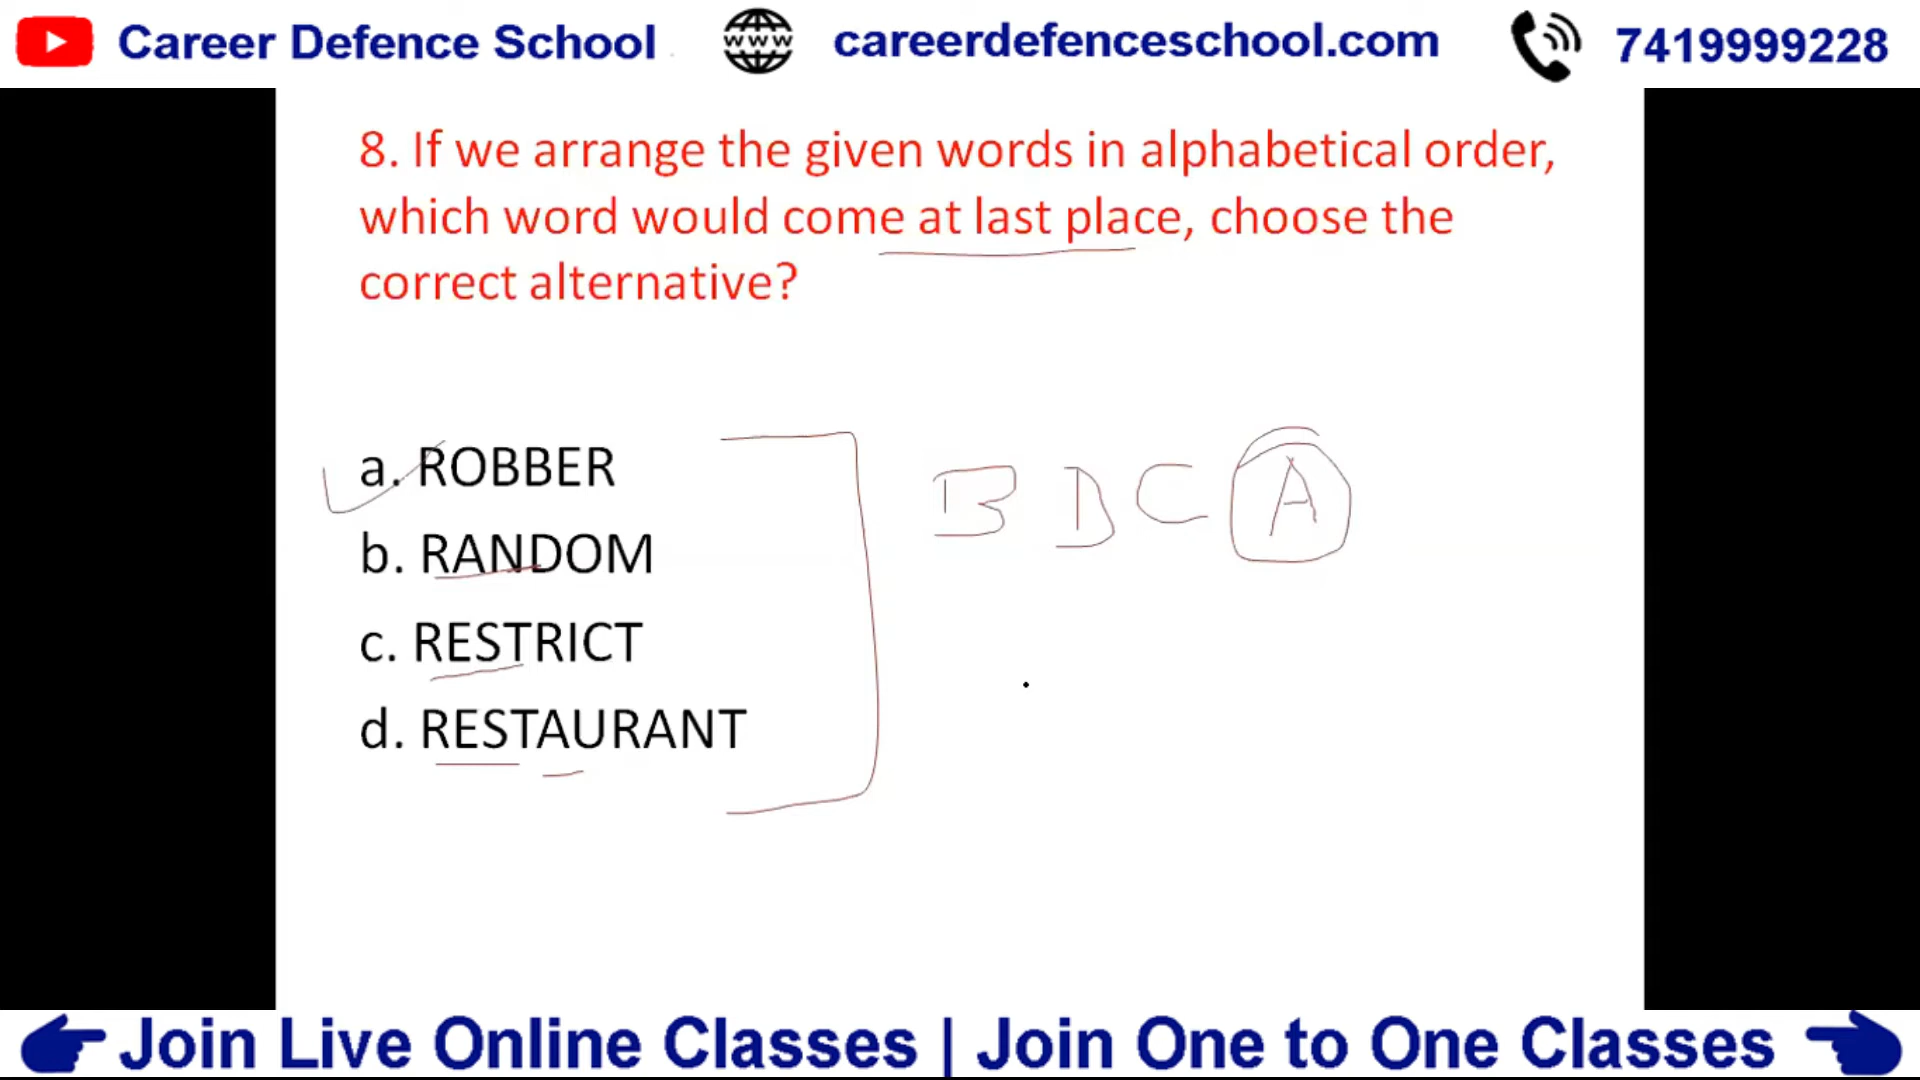 Career Defence School
www
careerdefenceschool.com
7419999228
8. If we arrange the given words in alphabetical order,
which word would come at last place, choose the
correct alternative?
a. ROBBER
b. RANDOM
c. RESTRICT
d. RESTAURANT
B D C A
Join Live Online Classes | Join One to One Classes